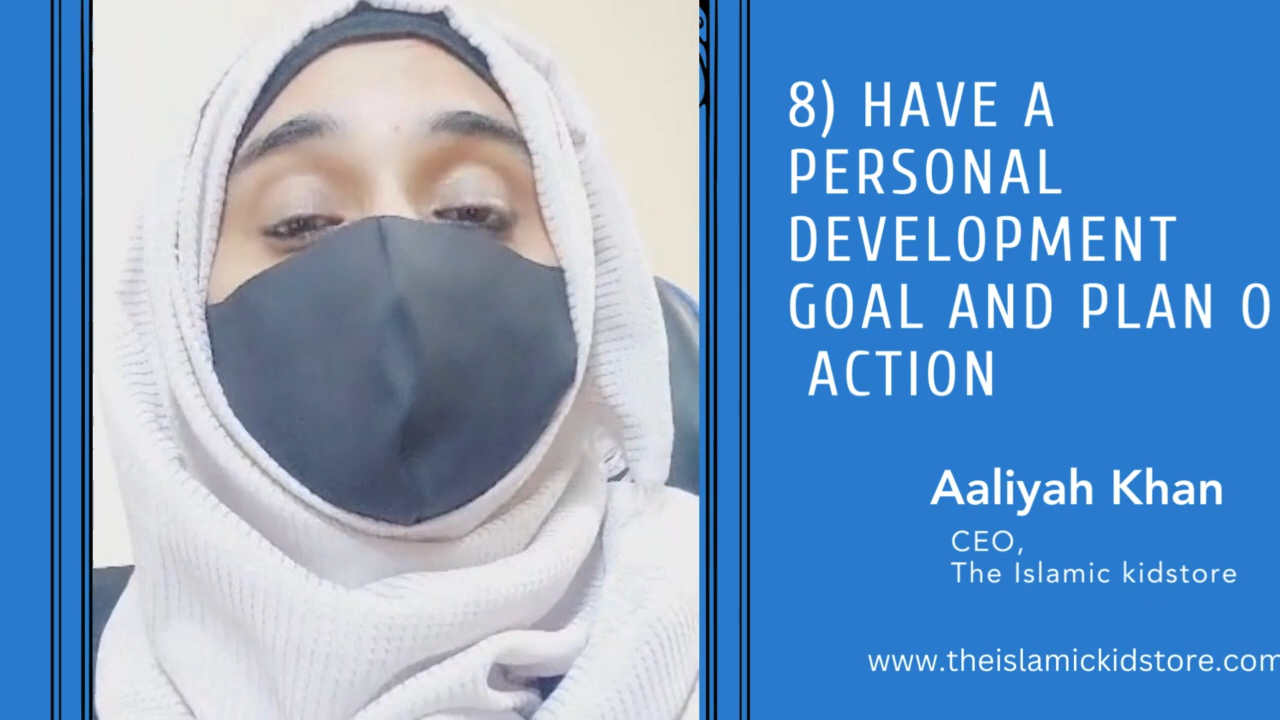 8) HAVE A
PERSONAL
DEVELOPMENT
GOAL AND PLAN O
ACTION
Aaliyah Khan
CEO,
The Islamic kidstore
www.theislamickidstore.com